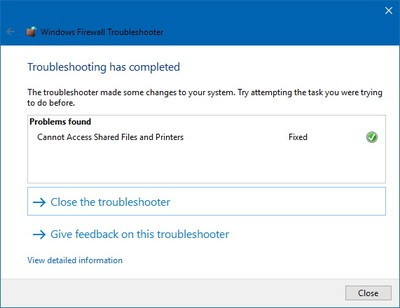 Windows Firewall Troubleshooter
Troubleshooting has completed
The troubleshooter made some changes to your system. Try attempting the task you were trying
to do before.
Problems found
Cannot Access Shared Files and Printers Fixed
Close the troubleshooter
Give feedback on this troubleshooter
View detailed information
Close